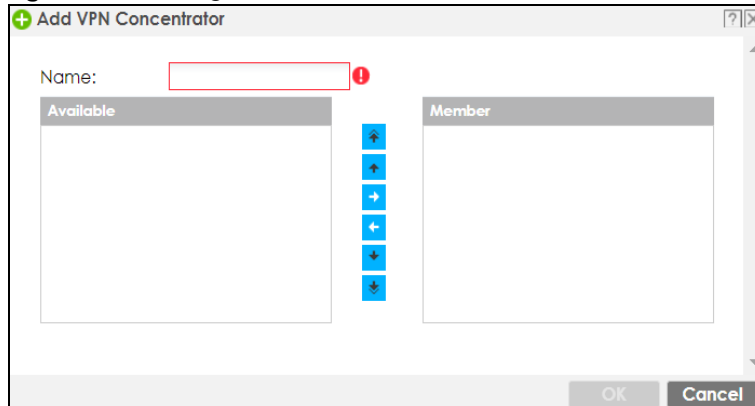 Add VPN Concentrator
?
Name:
!
Available
Member
OK
Cancel